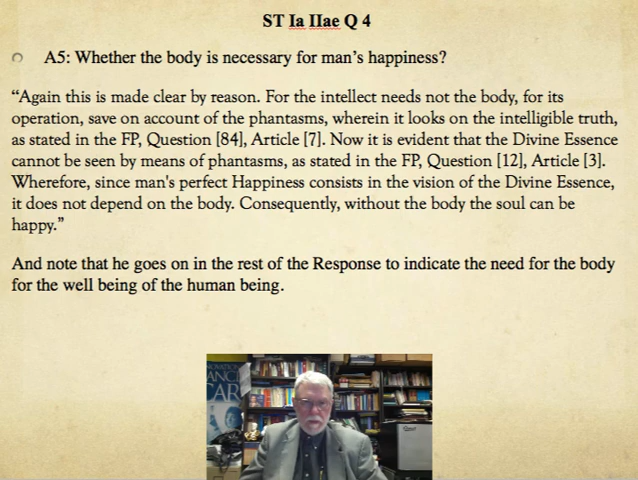 ST Ia IIae Q 4
A5: Whether the body is necessary for man's happiness?
“Again this is made clear by reason. For the intellect needs not the body, for its
operation, save on account of the phantasms, wherein it looks on the intelligible truth,
as stated in the FP, Question [84], Article [7]. Now it is evident that the Divine Essence
cannot be seen by means of phantasms, as stated in the FP, Question [12], Article [3].
Wherefore, since man's perfect Happiness consists in the vision of the Divine Essence,
it does not depend on the body. Consequently, without the body the soul can be
happy.”
And note that he goes on in the rest of the Response to indicate the need for the body
for the well being of the human being.